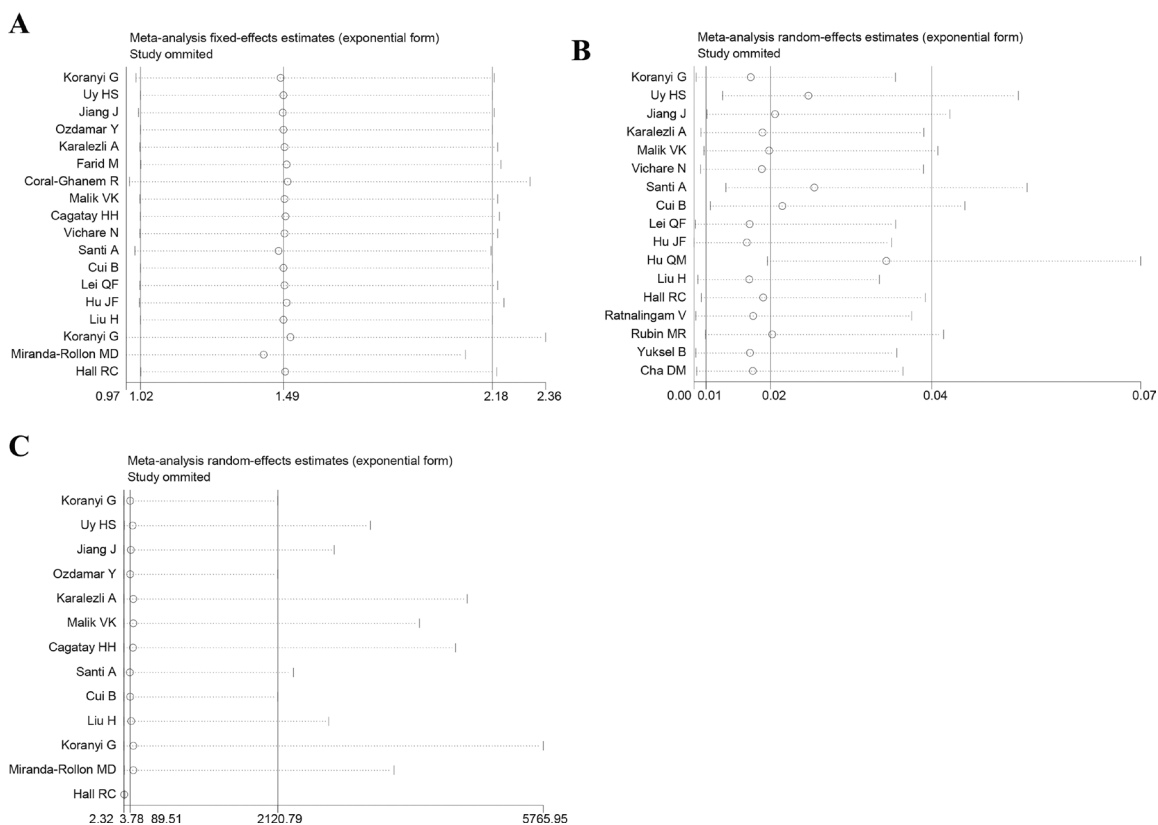 A
Meta-analysis fixed-effects estimates (exponential form)
Study ommited
Koranyi G
Uy HS
Jiang J
Ozdamar Y
Karalezli A
Farid M
Coral-Ghanem R
Malik VK
Cagatay HH
Vichare N
Santi A
Cui B
Lei QF
Hu JF
Liu H
Koranyi G
Miranda-Rollon MD
Hall RC
0.97 1.02 1.49 2.18 2.36
B
Meta-analysis random-effects estimates (exponential form)
Study ommited
Koranyi G
Uy HS
Jiang J
Karalezli A
Malik VK
Vichare N
Santi A
Cui B
Lei QF
Hu JF
Hu QM
Liu H
Hall RC
Ratnalingam V
Rubin MR
Yuksel B
Cha DM
0.00 0.01 0.02 0.04 0.07
C
Meta-analysis random-effects estimates (exponential form)
Study ommited
Koranyi G
Uy HS
Jiang J
Ozdamar Y
Karalezli A
Malik VK
Cagatay HH
Santi A
Cui B
Liu H
Koranyi G
Miranda-Rollon MD
Hall RC
2.32 3.78 89.51 2120.79 5765.95